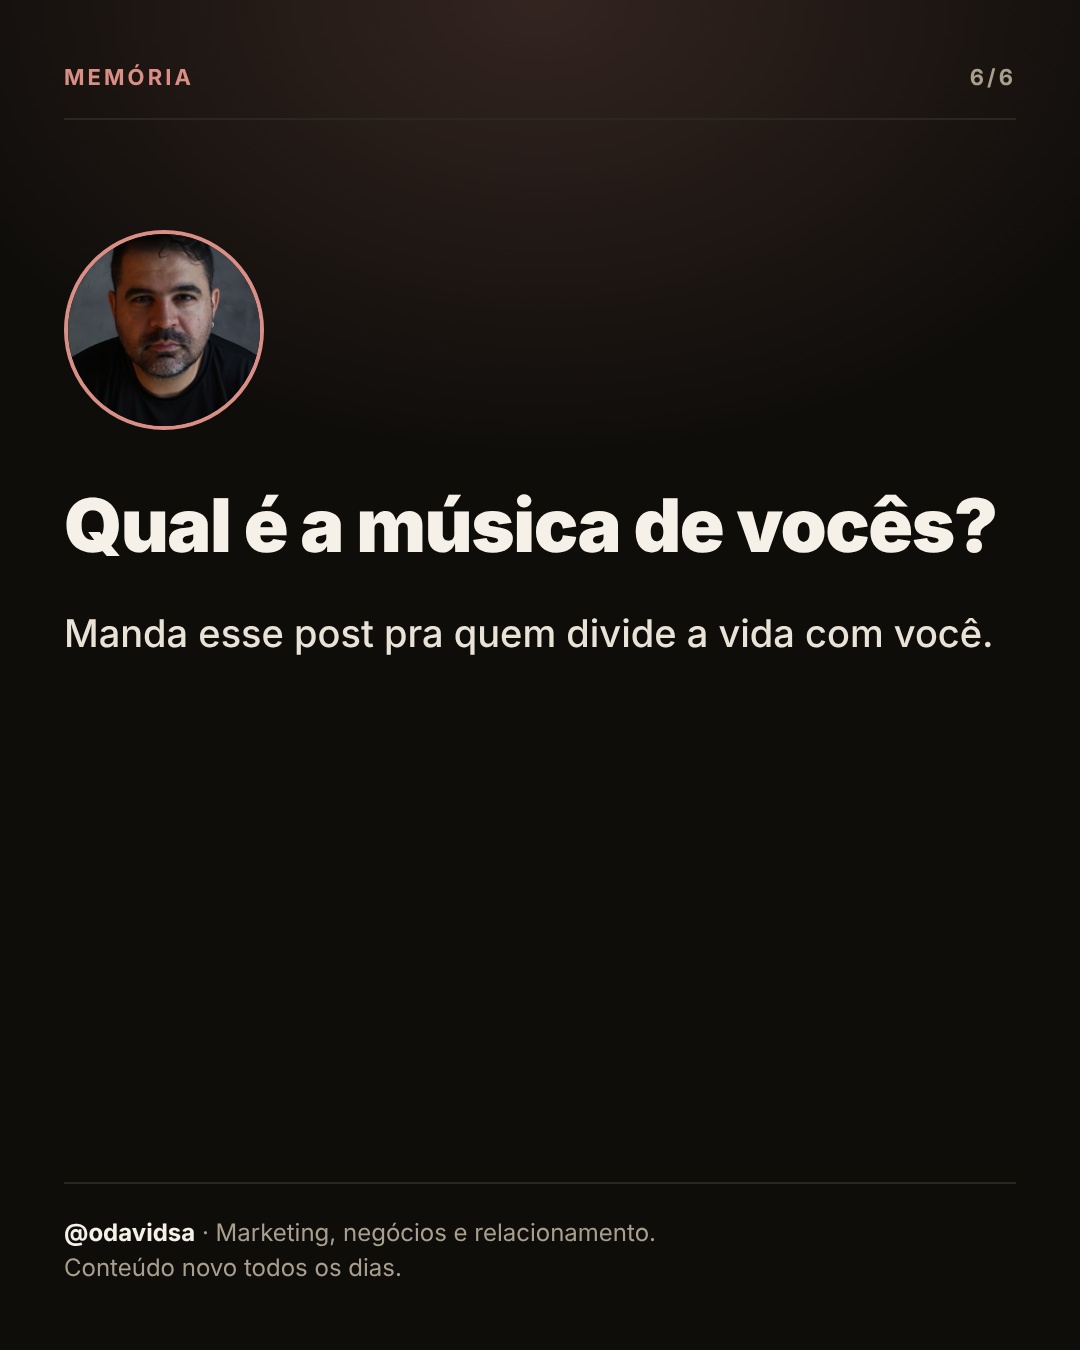 MEMÓRIA
6/6
Qual é a música de vocês?
Manda esse post pra quem divide a vida com você.
@odavidsa · Marketing, negócios e relacionamento.
Conteúdo novo todos os dias.